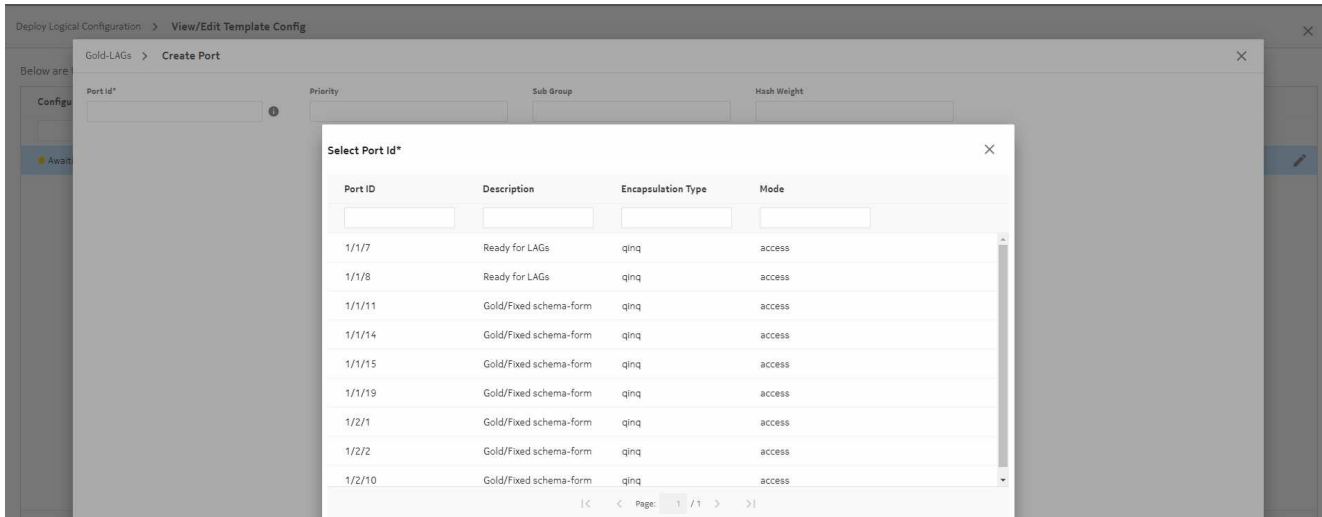 Deploy Logical Configuration > View/Edit Template Config
Gold-LAGs > Create Port
Below are
Port Id* Priority Sub Group Hash Weight
Configu
Select Port Id*
Awaiti
Port ID Description Encapsulation Type Mode
1/1/7 Ready for LAGs qinq access
1/1/8 Ready for LAGs qinq access
1/1/11 Gold/Fixed schema-form qinq access
1/1/14 Gold/Fixed schema-form qinq access
1/1/15 Gold/Fixed schema-form qinq access
1/1/19 Gold/Fixed schema-form qinq access
1/2/1 Gold/Fixed schema-form qinq access
1/2/2 Gold/Fixed schema-form qinq access
1/2/10 Gold/Fixed schema-form qinq access
Page: 1 / 1